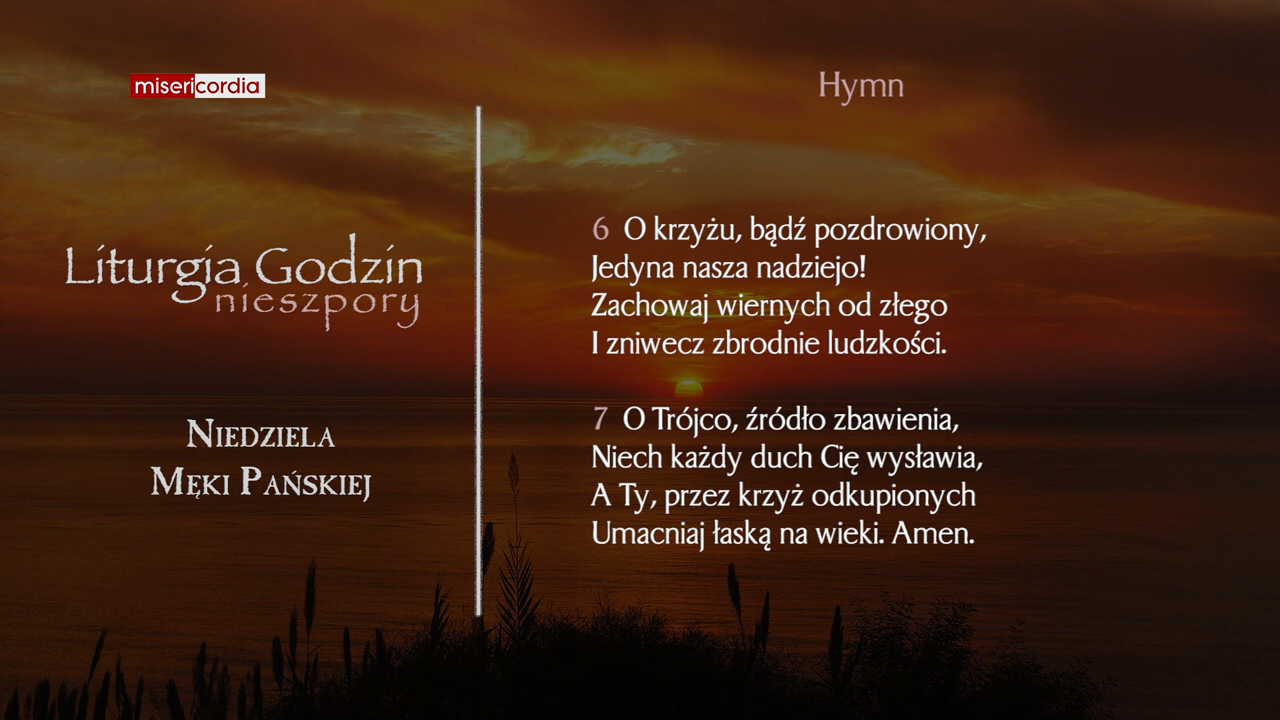 misericordia
Liturgia Godzin
nieszpory
Niedziela
Męki Pańskiej
Hymn
6 O krzyżu, bądź pozdrowiony,
Jedyna nasza nadziejo!
Zachowaj wiernych od złego
I zniwecz zbrodnie ludzkości.
7 O Trójco, źródło zbawienia,
Niech każdy duch Cię wysławia,
A Ty, przez krzyż odkupionych
Umacniaj łaską na wieki. Amen.